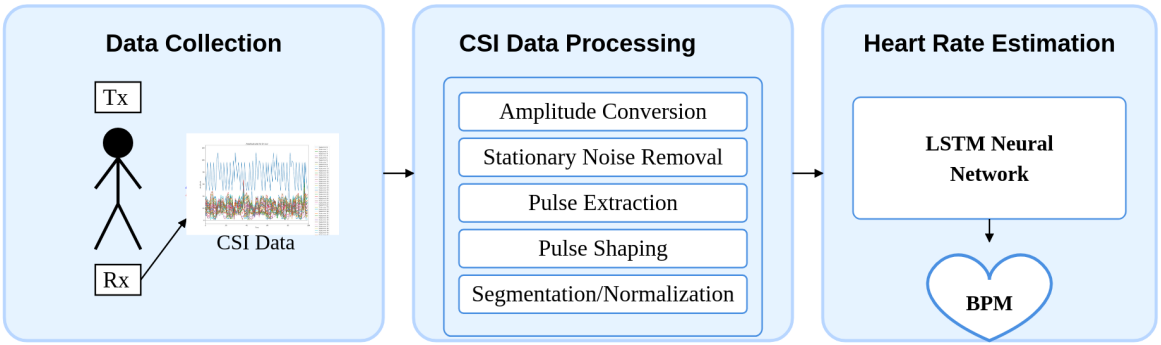 Data Collection
Tx
CSI Data
Rx
CSI Data Processing
Amplitude Conversion
Stationary Noise Removal
Pulse Extraction
Pulse Shaping
Segmentation/Normalization
Heart Rate Estimation
LSTM Neural
Network
BPM